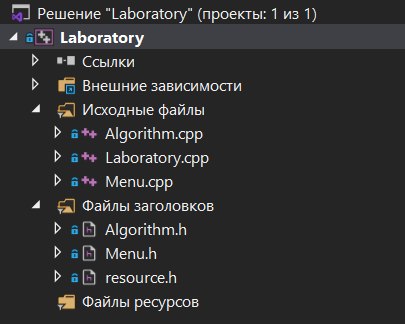 Решение "Laboratory" (проекты: 1 из 1)
Laboratory
Ссылки
Внешние зависимости
Исходные файлы
Algorithm.cpp
Laboratory.cpp
Menu.cpp
Файлы заголовков
Algorithm.h
Menu.h
resource.h
Файлы ресурсов